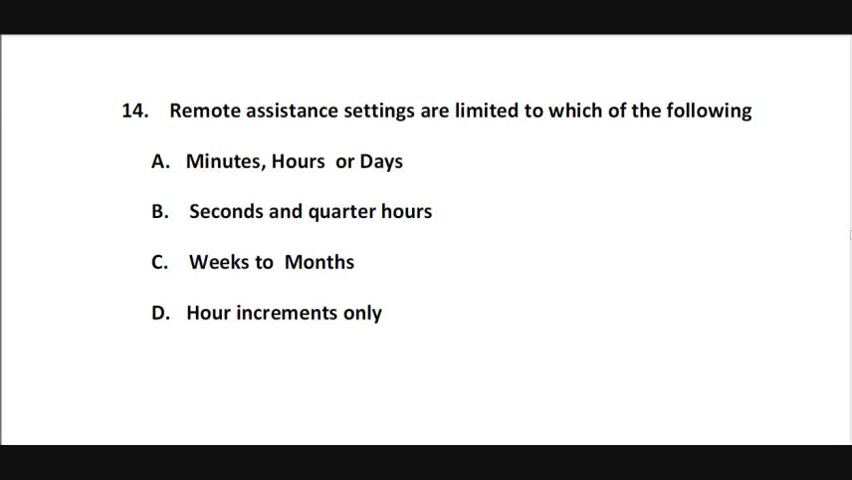 14. Remote assistance settings are limited to which of the following
A. Minutes, Hours or Days
B. Seconds and quarter hours
C. Weeks to Months
D. Hour increments only